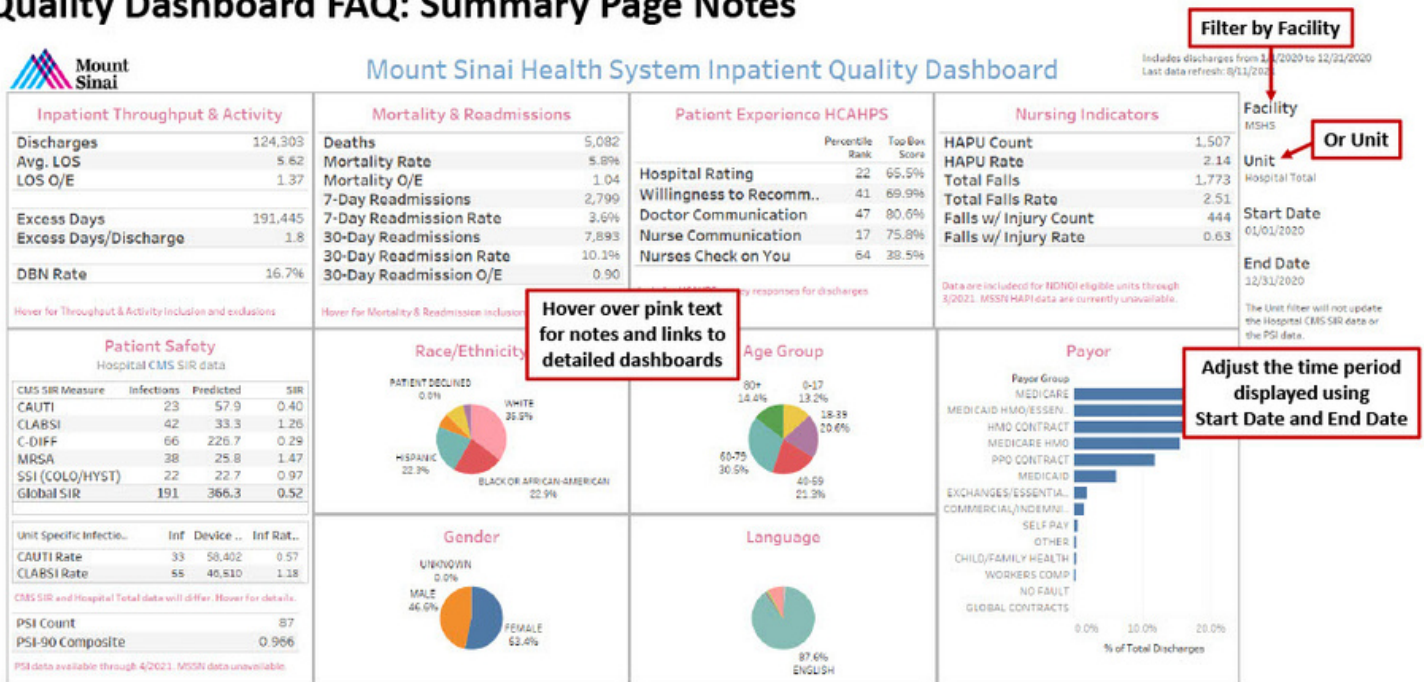 Quality Dashboard FAQ: Summary Page Notes
Filter by Facility
Mount
Sinai
Mount Sinai Health System Inpatient Quality Dashboard
Includes discharges from 1/1/2020 to 12/31/2020
Last data refresh: 8/11/2021
Inpatient Throughput & Activity
Discharges 124,303
Avg. LOS 5.62
LOS O/E 1.37
Excess Days 191,445
Excess Days/Discharge 1.8
DBN Rate 16.7%
Hover for Throughput & Activity Inclusion and exclusions
Mortality & Readmissions
Deaths 5,082
Mortality Rate 5.8%
Mortality O/E 1.04
7-Day Readmissions 2,799
7-Day Readmission Rate 3.6%
30-Day Readmissions 7,893
30-Day Readmission Rate 10.1%
30-Day Readmission O/E 0.90
Hover for Mortality & Readmission inclusion
Patient Experience HCAHPS
Percentile Top Box
Rank Score
Hospital Rating 22 65.5%
Willingness to Recomm.. 41 69.9%
Doctor Communication 47 80.6%
Nurse Communication 17 75.8%
Nurses Check on You 64 38.5%
responses for discharges
Nursing Indicators
HAPU Count 1,507
HAPU Rate 2.14
Total Falls 1,773
Total Falls Rate 2.51
Falls w/ Injury Count 444
Falls w/ Injury Rate 0.63
Data are included for NDNQI eligible units through
3/2021. MSSN HAPI data are currently unavailable.
Facility
MSHS
Or Unit
Unit
Hospital Total
Start Date
01/01/2020
End Date
12/31/2020
The Unit filter will not update
the Hospital CMS SIR data or
the PSI data.
Hover over pink text
for notes and links to
detailed dashboards
Adjust the time period
displayed using
Start Date and End Date
Patient Safety
Hospital CMS SIR data
CMS SIR Measure Infections Predicted SIR
CAUTI 23 57.9 0.40
CLABSI 42 33.3 1.26
C-DIFF 66 226.7 0.29
MRSA 38 25.8 1.47
SSI (COLO/HYST) 22 22.7 0.97
Global SIR 191 366.3 0.52
Unit Specific Infectio.. Inf Device .. Inf Rat..
CAUTI Rate 33 58,402 0.57
CLABSI Rate 55 46,510 1.18
CMS SIR and Hospital Total data will differ. Hover for details.
PSI Count 87
PSI-90 Composite 0.966
PSI data available through 4/2021. MSSN data unavailable.
Race/Ethnicity
PATIENT DECLINED
0.0%
WHITE
35.5%
HISPANIC
22.3%
BLACK OR AFRICAN-AMERICAN
22.9%
Age Group
80+
14.4%
0-17
13.2%
18-39
20.6%
60-79
30.5%
40-59
21.3%
Gender
UNKNOWN
0.0%
MALE
46.6%
FEMALE
53.4%
Language
87.6%
ENGLISH
Payor
Payor Group
MEDICARE
MEDICAID HMO/ESSEN..
HMO CONTRACT
MEDICARE HMO
PPO CONTRACT
MEDICAID
EXCHANGES/ESSENTIA..
COMMERCIAL/INDEMNI..
SELF PAY
OTHER
CHILD/FAMILY HEALTH
WORKERS COMP
NO FAULT
GLOBAL CONTRACTS
0.0% 10.0% 20.0%
% of Total Discharges